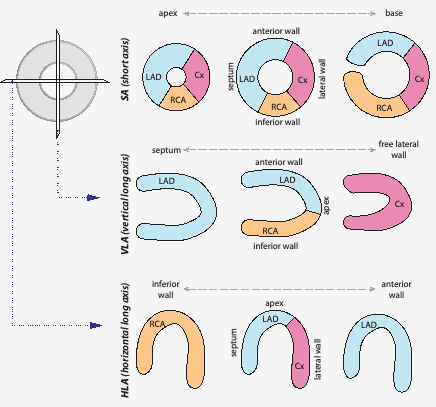 apex
base
SA (short axis)
LAD
Cx
RCA
anterior wall
septum
LAD
Cx
RCA
lateral wall
inferior wall
LAD
Cx
RCA
septum
free lateral
wall
VLA (vertical long axis)
LAD
anterior wall
LAD
RCA
apex
inferior wall
Cx
inferior
wall
anterior
wall
HLA (horizontal long axis)
RCA
apex
septum
LAD
Cx
lateral wall
LAD